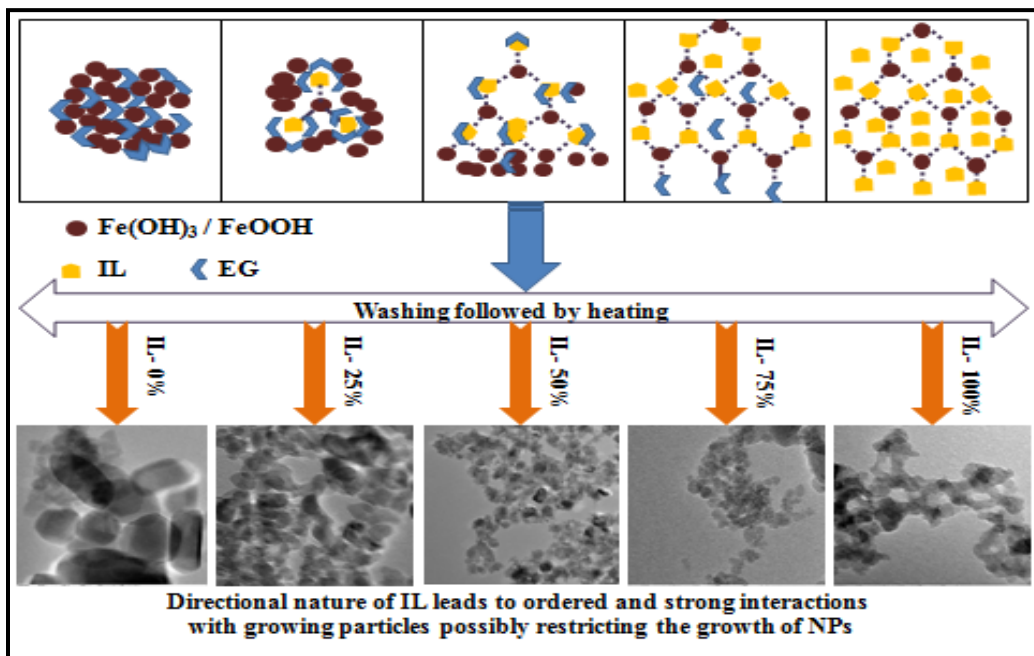 Fe(OH)₃ / FeOOH
IL EG
Washing followed by heating
IL- 0%
IL- 25%
IL- 50%
IL- 75%
IL- 100%
Directional nature of IL leads to ordered and strong interactions
with growing particles possibly restricting the growth of NPs